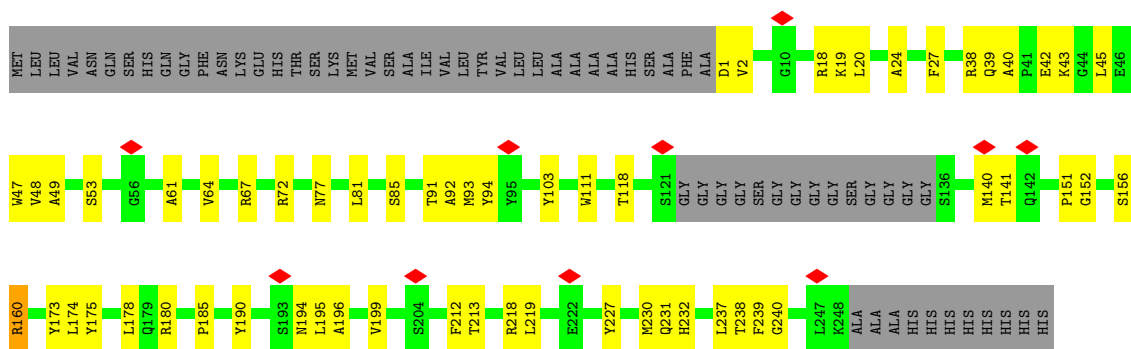 MET LEU LEU VAL ASN GLN SER HIS GLN GLY PHE ASN LYS GLU HIS THR SER LYS MET VAL SER ALA ILE VAL LEU TYR VAL LEU LEU ALA ALA ALA ALA HIS SER ALA PHE ALA D1 V2 G10 R18 K19 L20 A24 F27 R38 Q39 A40 P41 E42 K43 G44 L45 E46
W47 V48 A49 S53 G56 A61 V64 R67 R72 N77 L81 S85 T91 A92 M93 Y94 Y95 Y103 W111 T118 S121 GLY GLY GLY GLY SER GLY GLY GLY GLY SER GLY GLY GLY GLY S136 M140 T141 Q142 P151 G152 S156
R160 Y173 L174 Y175 L178 Q179 R180 P185 Y190 S193 N194 L195 A196 V199 S204 F212 T213 R218 L219 E222 Y227 M230 Q231 H232 L237 T238 F239 G240 L247 K248 ALA ALA ALA HIS HIS HIS HIS HIS HIS HIS HIS